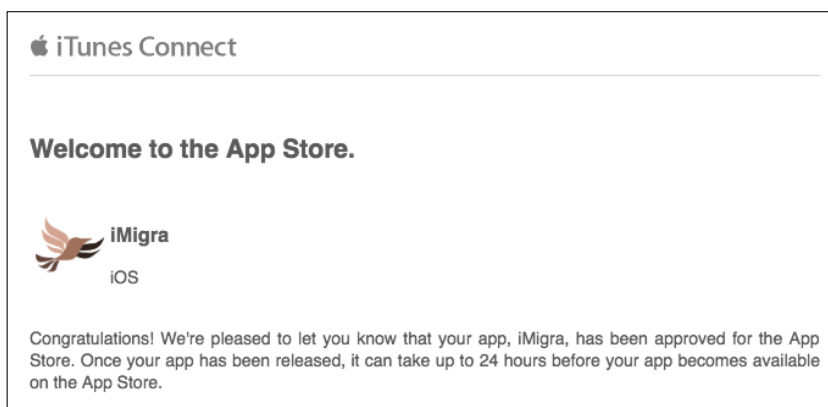 iTunes Connect
Welcome to the App Store.
iMigra
iOS
Congratulations! We're pleased to let you know that your app, iMigra, has been approved for the App
Store. Once your app has been released, it can take up to 24 hours before your app becomes available
on the App Store.